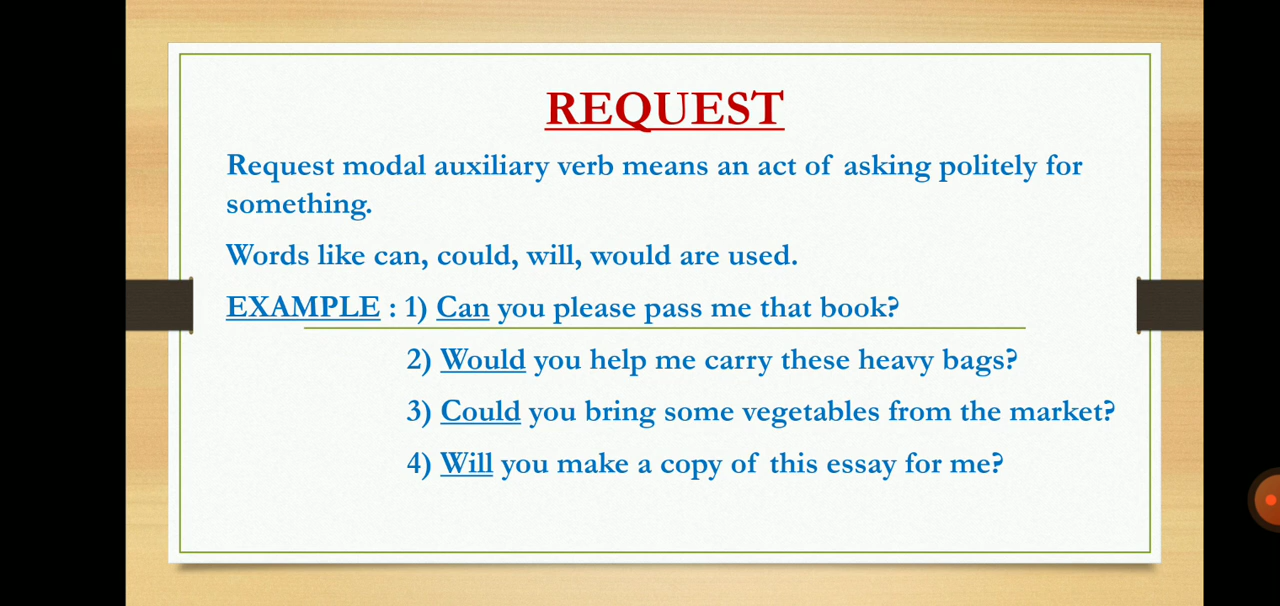 REQUEST
Request modal auxiliary verb means an act of asking politely for
something.
Words like can, could, will, would are used.
EXAMPLE : 1) Can you please pass me that book?
2) Would you help me carry these heavy bags?
3) Could you bring some vegetables from the market?
4) Will you make a copy of this essay for me?